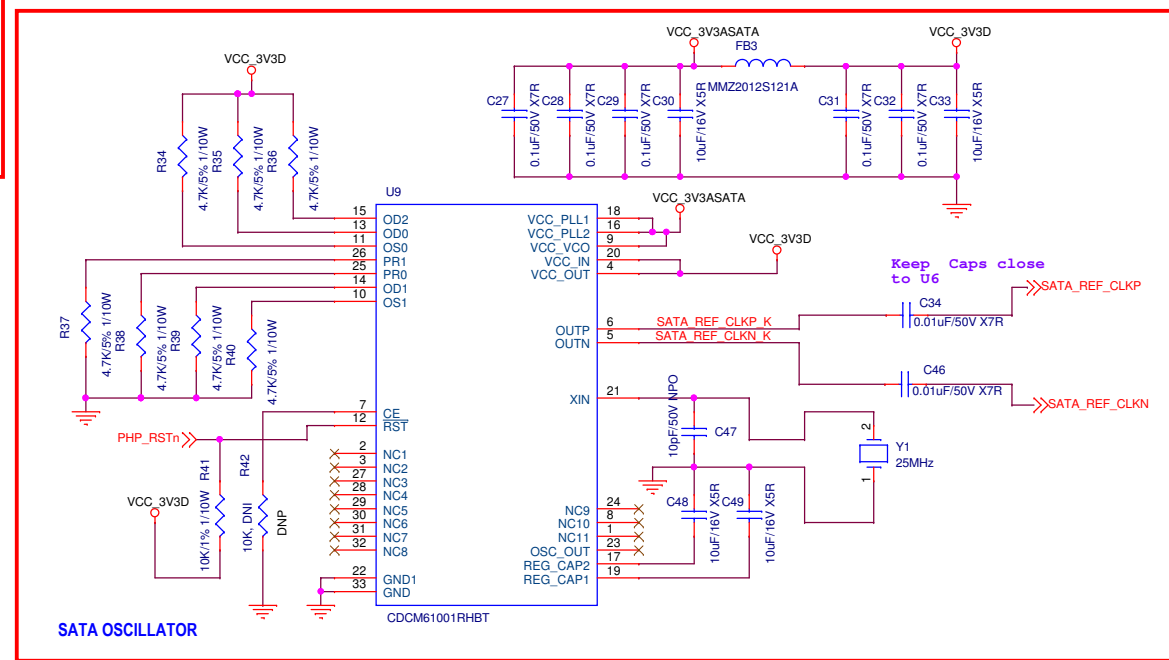 VCC_3V3ASATA
FB3
VCC_3V3D
MMZ2012S121A
C27
0.1uF/50V X7R
C28
0.1uF/50V X7R
C29
0.1uF/50V X7R
C30
10uF/16V X5R
C31
0.1uF/50V X7R
C32
0.1uF/50V X7R
C33
10uF/16V X5R
VCC_3V3D
R34
4.7K/5% 1/10W
R35
4.7K/5% 1/10W
R36
4.7K/5% 1/10W
U9
15 OD2
13 OD0
11 OS0
26 PR1
25 PR0
14 OD1
10 OS1
7 CE
12 RST
2 NC1
3 NC2
27 NC3
28 NC4
29 NC5
30 NC6
31 NC7
32 NC8
22 GND1
33 GND
VCC_PLL1 18
VCC_PLL2 16
VCC_VCO 9
VCC_IN 20
VCC_OUT 4
OUTP 6
OUTN 5
XIN 21
NC9 24
NC10 8
NC11 1
OSC_OUT 23
REG_CAP2 17
REG_CAP1 19
CDCM61001RHBT
VCC_3V3ASATA
VCC_3V3D
Keep Caps close
to U6
SATA_REF_CLKP_K
SATA_REF_CLKN_K
C34
0.01uF/50V X7R
SATA_REF_CLKP
C46
0.01uF/50V X7R
SATA_REF_CLKN
R37
4.7K/5% 1/10W
R38
4.7K/5% 1/10W
R39
4.7K/5% 1/10W
R40
4.7K/5% 1/10W
PHP_RSTn
R41
10K/1% 1/10W
R42
10K, DNI
DNP
VCC_3V3D
10pF/50V NPO
C47
2
Y1
25MHz
1
C48
10uF/16V X5R
C49
10uF/16V X5R
SATA OSCILLATOR